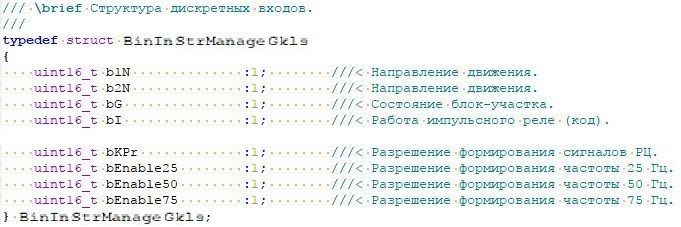 /// \brief Структура дискретных входов.
///
typedef struct BinInStrManageGkls
{
uint16_t b1N :1; ///< Направление движения.
uint16_t b2N :1; ///< Направление движения.
uint16_t bG :1; ///< Состояние блок-участка.
uint16_t bI :1; ///< Работа импульсного реле (код).
uint16_t bKPr :1; ///< Разрешение формирования сигналов РЦ.
uint16_t bEnable25 :1; ///< Разрешение формирования частоты 25 Гц.
uint16_t bEnable50 :1; ///< Разрешение формирования частоты 50 Гц.
uint16_t bEnable75 :1; ///< Разрешение формирования частоты 75 Гц.
} BinInStrManageGkls;